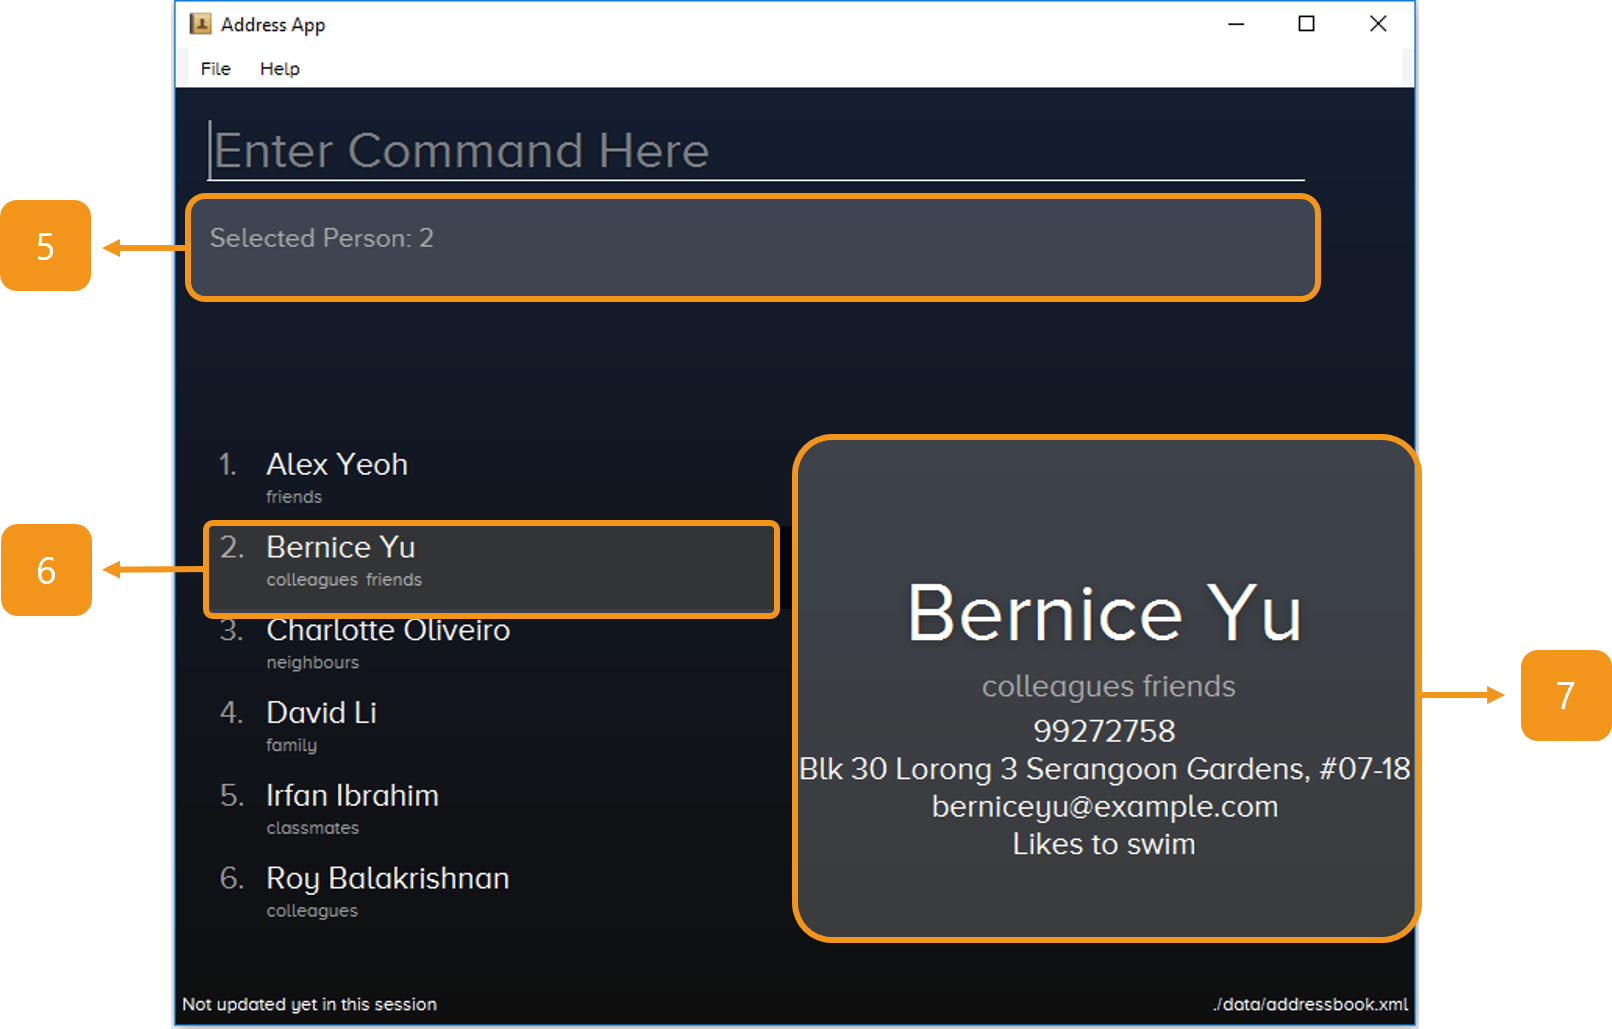 Address App
File Help
Enter Command Here
5
Selected Person: 2
1. Alex Yeoh
friends
6
2. Bernice Yu
colleagues friends
3. Charlotte Oliveiro
neighbours
4. David Li
family
5. Irfan Ibrahim
classmates
6. Roy Balakrishnan
colleagues
Bernice Yu
colleagues friends
99272758
Blk 30 Lorong 3 Serangoon Gardens, #07-18
berniceyu@example.com
Likes to swim
7
Not updated yet in this session
./data/addressbook.xml